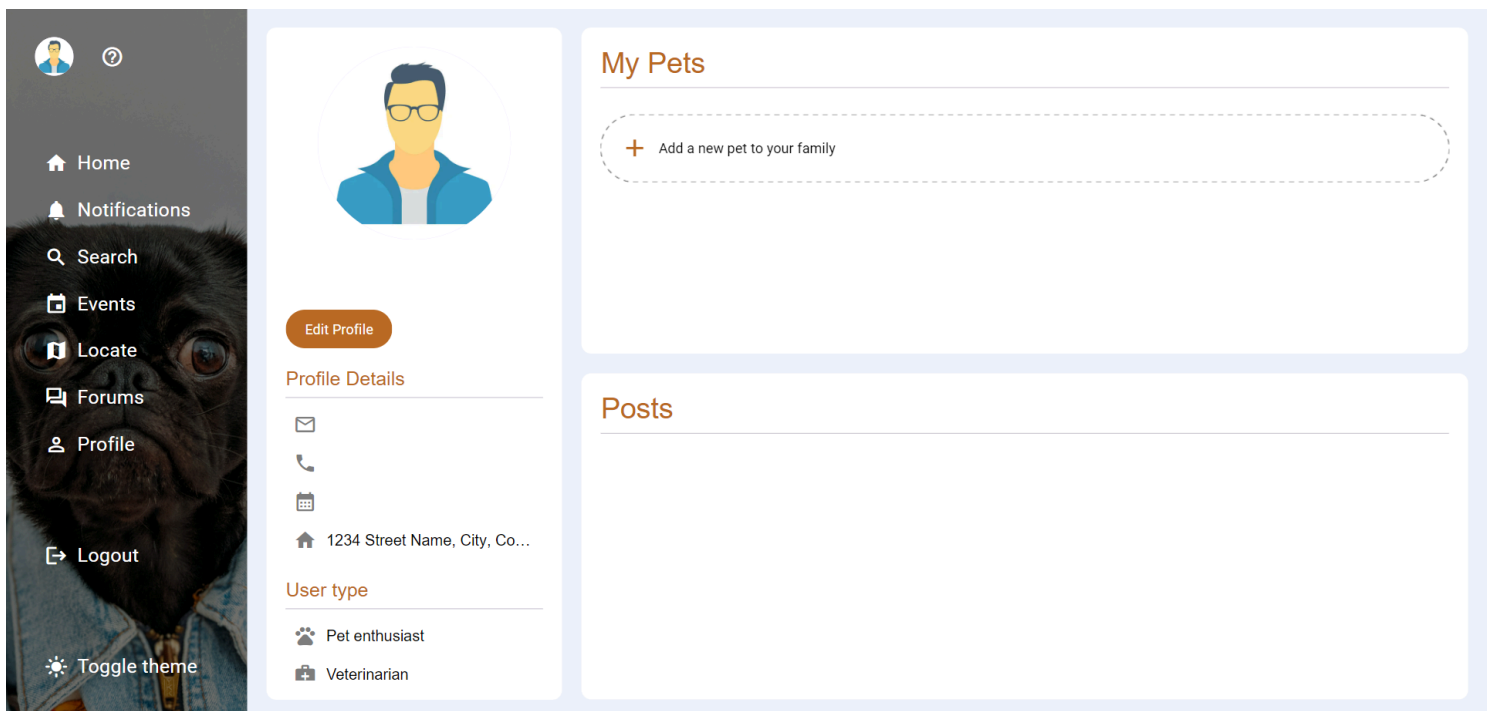 Home
Notifications
Search
Events
Locate
Forums
Profile
Logout
Toggle theme
Edit Profile
Profile Details
1234 Street Name, City, Co...
User type
Pet enthusiast
Veterinarian
My Pets
Add a new pet to your family
Posts